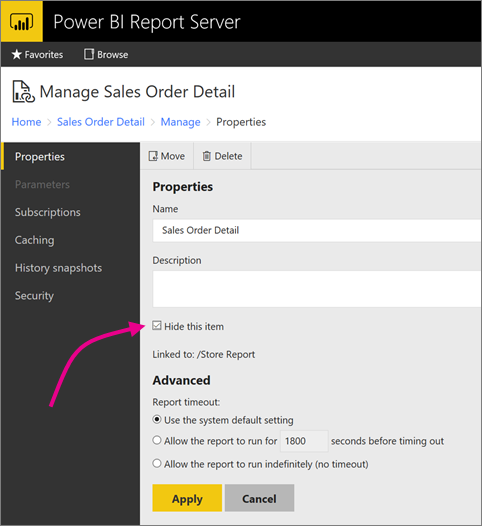 Power BI Report Server
Favorites Browse
Manage Sales Order Detail
Home > Sales Order Detail > Manage > Properties
Properties
Parameters
Subscriptions
Caching
History snapshots
Security
Move Delete
Properties
Name
Sales Order Detail
Description
Hide this item
Linked to: /Store Report
Advanced
Report timeout:
Use the system default setting
Allow the report to run for 1800 seconds before timing out
Allow the report to run indefinitely (no timeout)
Apply Cancel